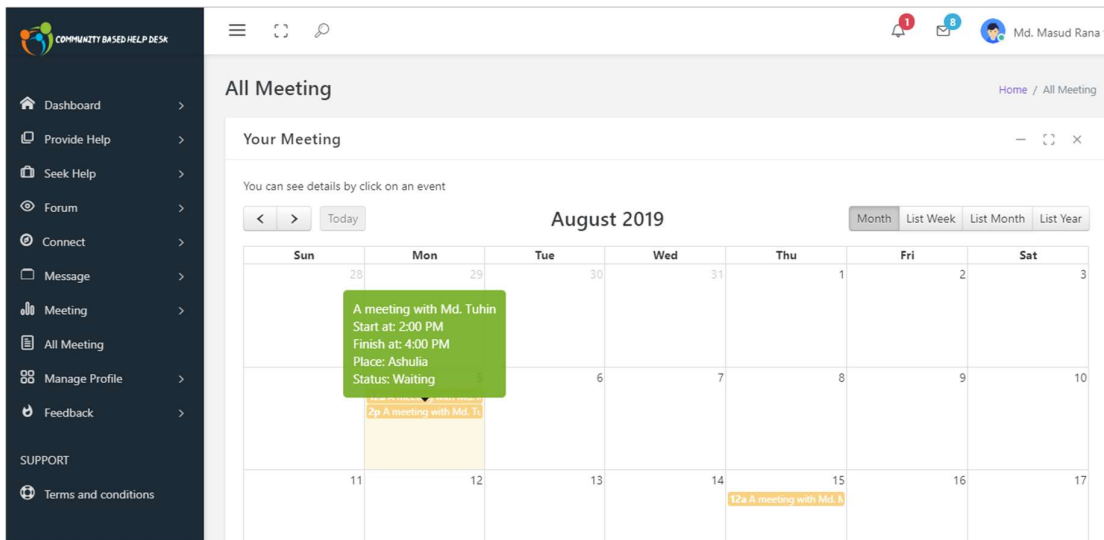 COMMUNITY BASED HELP DESK
1
8
Md. Masud Rana
Dashboard
Provide Help
Seek Help
Forum
Connect
Message
Meeting
All Meeting
Manage Profile
Feedback
SUPPORT
Terms and conditions
All Meeting
Home / All Meeting
Your Meeting
You can see details by click on an event
Today
August 2019
Month List Week List Month List Year
Sun Mon Tue Wed Thu Fri Sat
28 29 30 31 1 2 3
A meeting with Md. Tuhin
Start at: 2:00 PM
Finish at: 4:00 PM
Place: Ashulia
Status: Waiting
6 7 8 9 10
2p A meeting with Md. Tu
11 12 13 14 15 16 17
12a A meeting with Md.